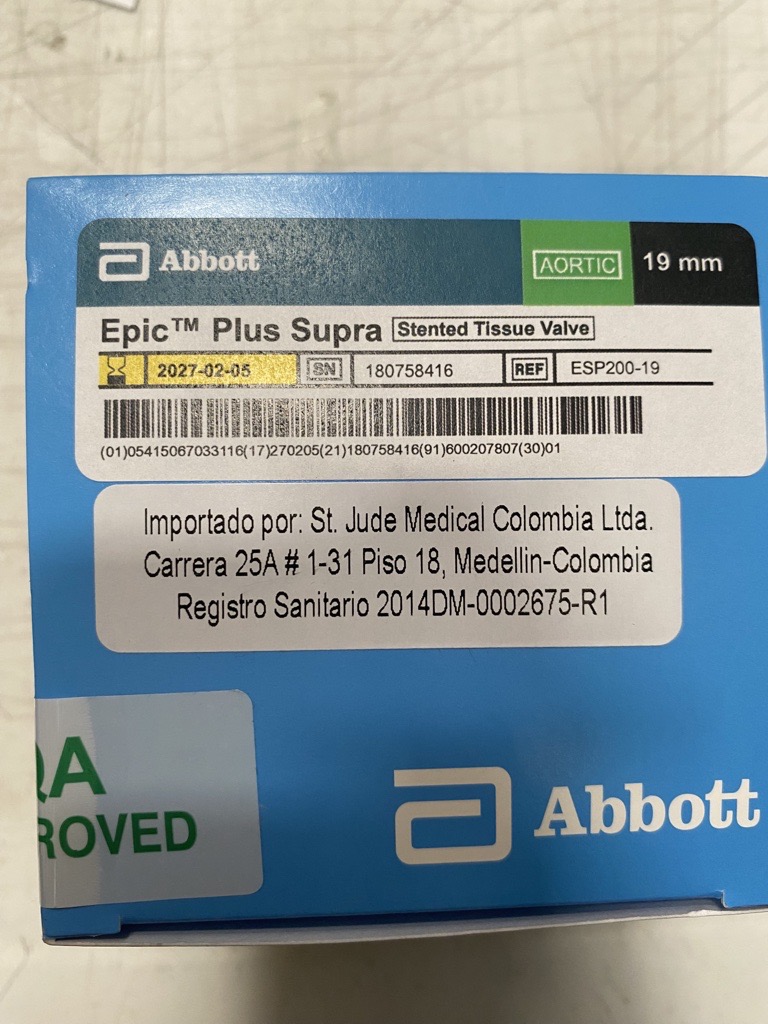 Abbott
AORTIC
19 mm
Epic™ Plus Supra Stented Tissue Valve
2027-02-05 SN 180758416 REF ESP200-19
(01)05415067033116(17)270205(21)180758416(91)600207807(30)01
Importado por: St. Jude Medical Colombia Ltda.
Carrera 25A # 1-31 Piso 18, Medellin-Colombia
Registro Sanitario 2014DM-0002675-R1
QA
ROVED
Abbott